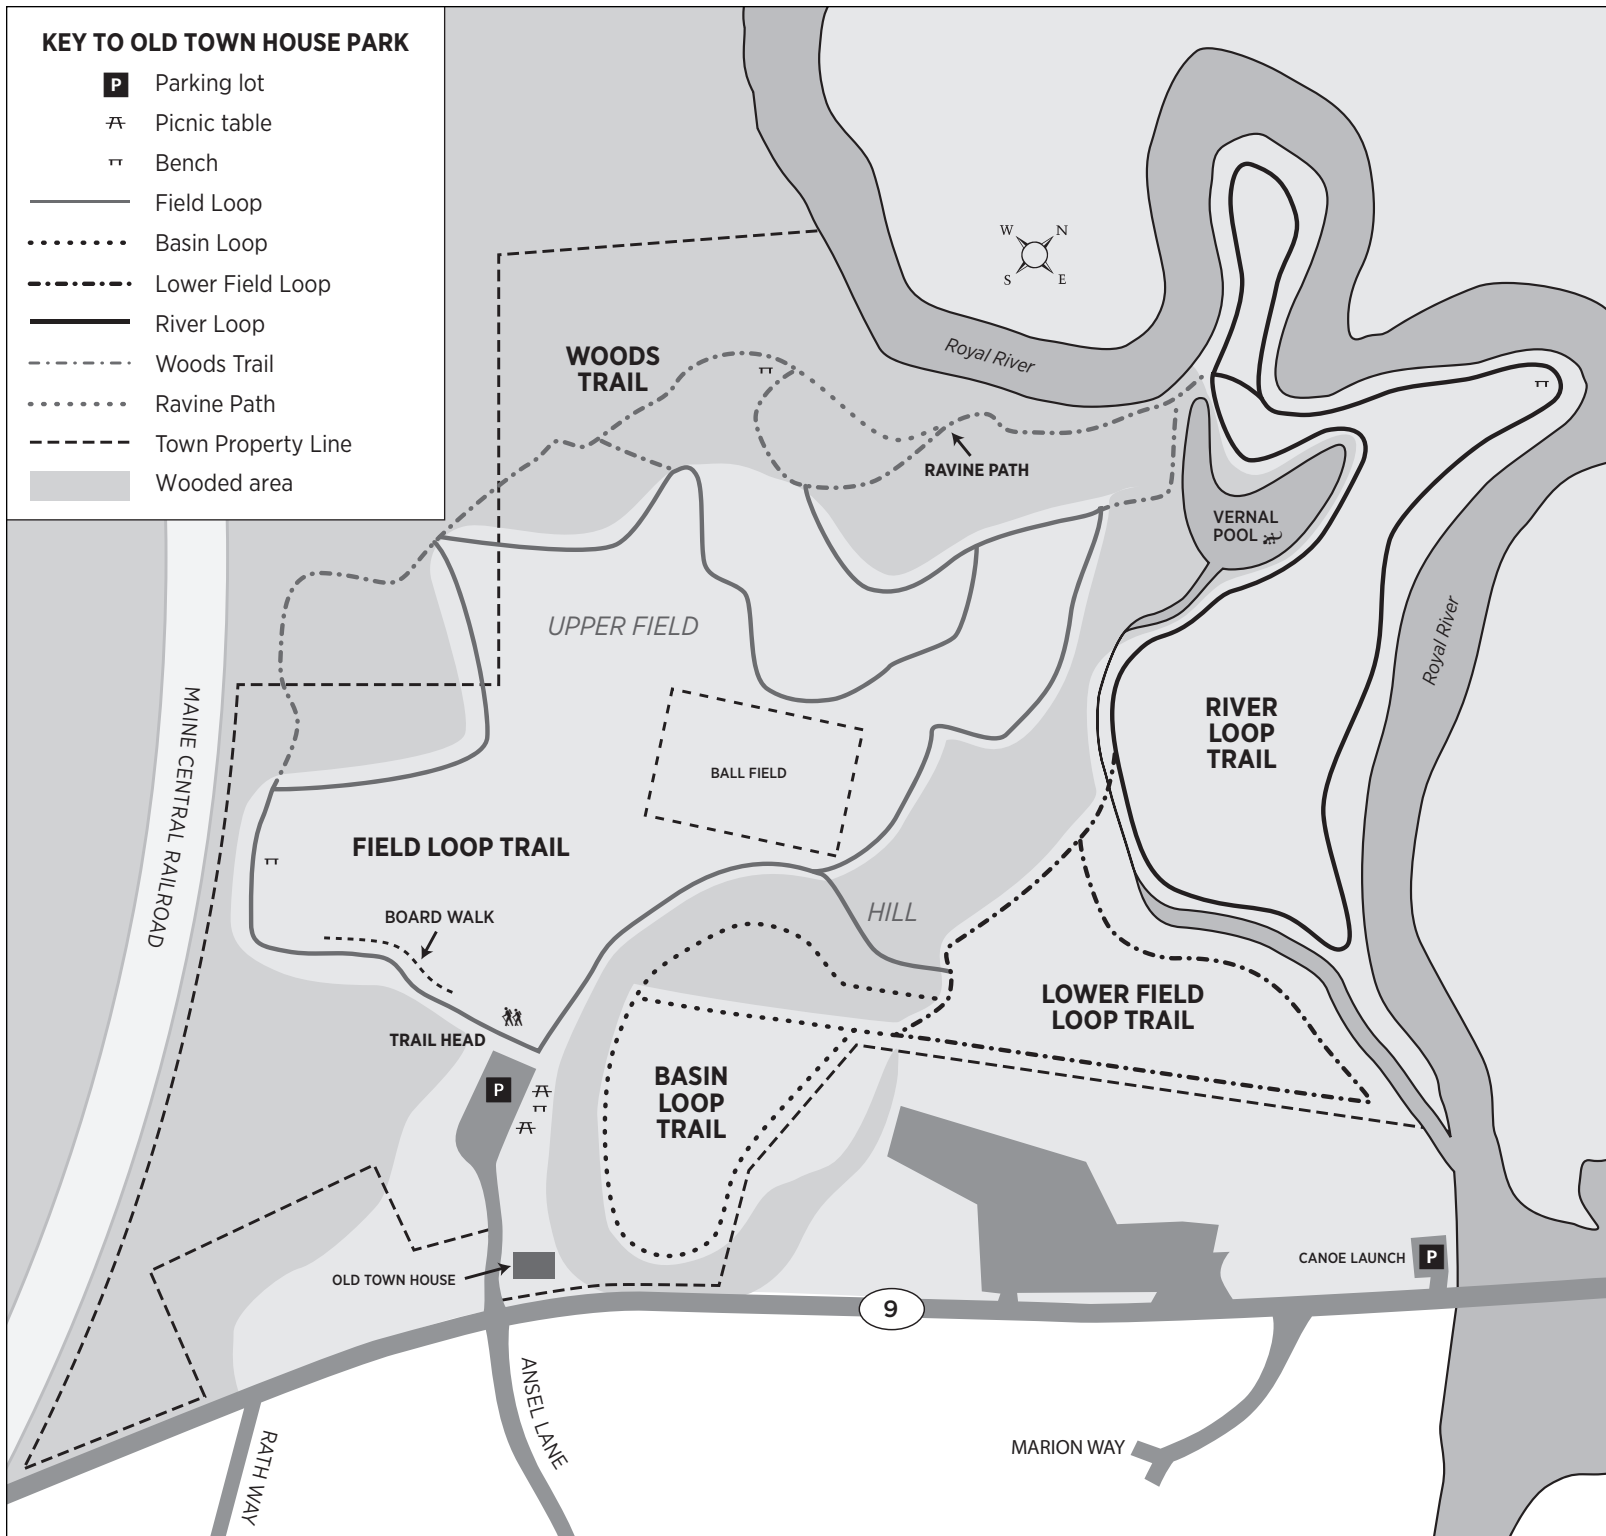 KEY TO OLD TOWN HOUSE PARK
P Parking lot
Picnic table
Bench
Field Loop
Basin Loop
Lower Field Loop
River Loop
Woods Trail
Ravine Path
Town Property Line
Wooded area
W N
S E
Royal River
WOODS
TRAIL
RAVINE PATH
VERNAL
POOL
UPPER FIELD
Royal River
MAINE CENTRAL RAILROAD
RIVER
LOOP
TRAIL
BALL FIELD
FIELD LOOP TRAIL
BOARD WALK
HILL
LOWER FIELD
LOOP TRAIL
TRAIL HEAD
P
BASIN
LOOP
TRAIL
OLD TOWN HOUSE
CANOE LAUNCH
P
9
ANSEL LANE
RATH WAY
MARION WAY